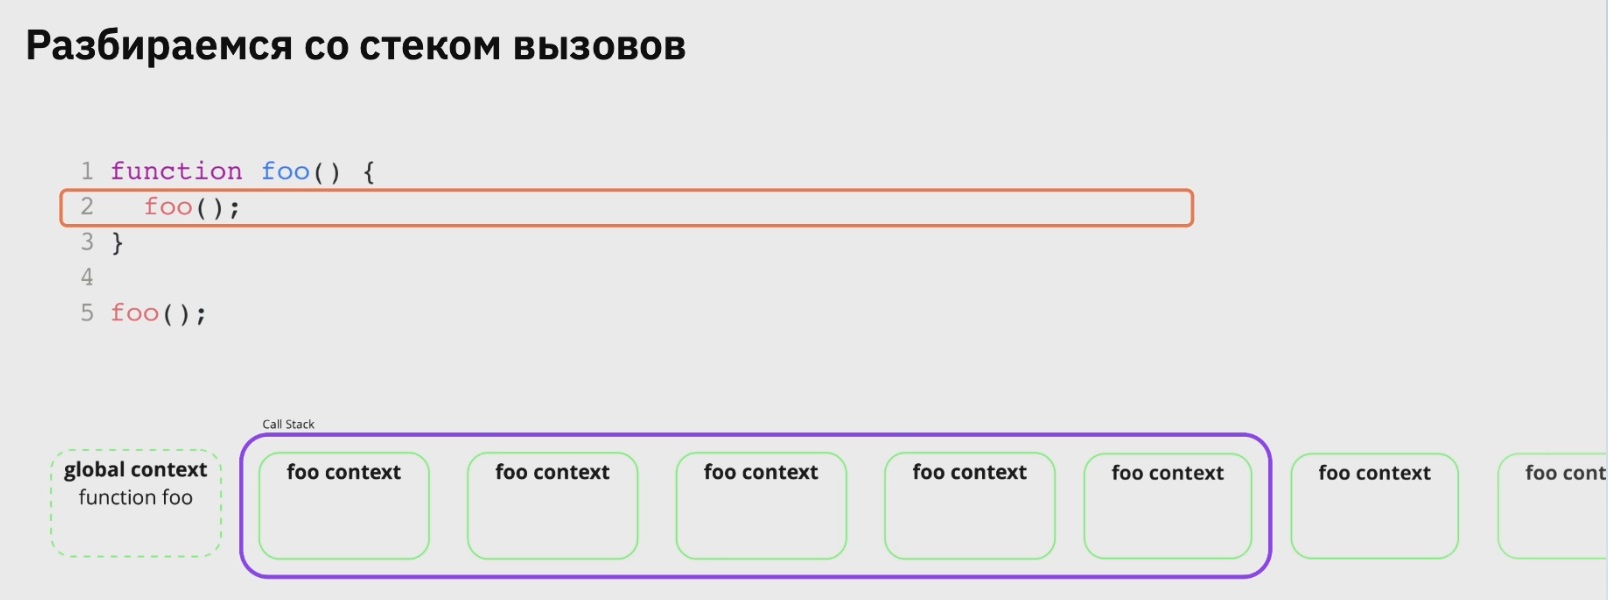 Разбираемся со стеком вызовов
1 function foo() {
2 foo();
3 }
4
5 foo();
Call Stack
global context
function foo
foo context
foo context
foo context
foo context
foo context
foo context
foo cont